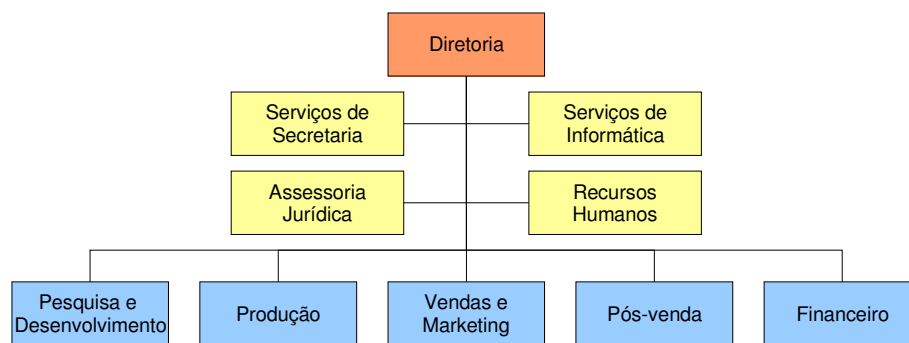 Diretoria
Serviços de
Secretaria
Serviços de
Informática
Assessoria
Jurídica
Recursos
Humanos
Pesquisa e
Desenvolvimento
Produção
Vendas e
Marketing
Pós-venda
Financeiro